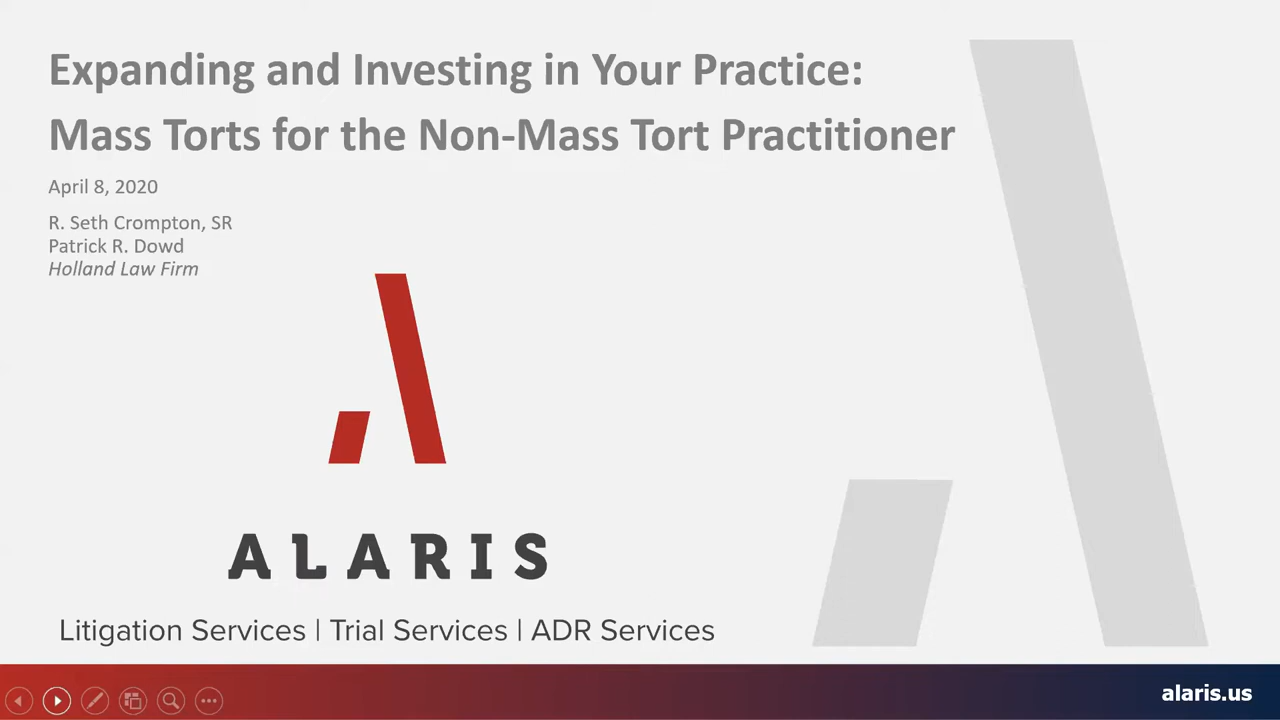 Expanding and Investing in Your Practice:
Mass Torts for the Non-Mass Tort Practitioner
April 8, 2020
R. Seth Crompton, SR
Patrick R. Dowd
Holland Law Firm
ALARIS
Litigation Services | Trial Services | ADR Services
alaris.us